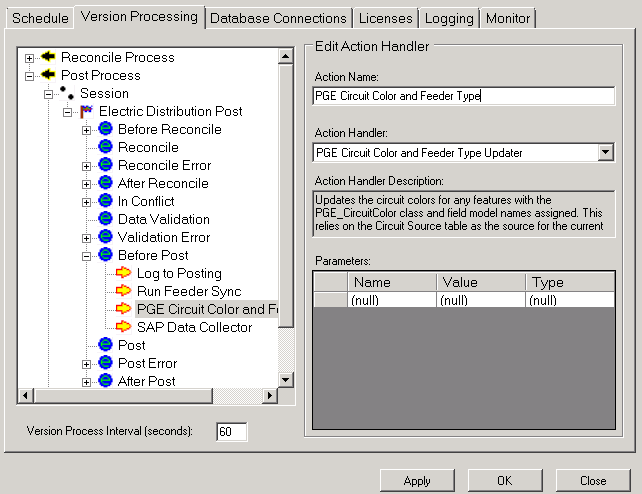 Schedule
Version Processing
Database Connections
Licenses
Logging
Monitor
Reconcile Process
Post Process
Session
Electric Distribution Post
Before Reconcile
Reconcile
Reconcile Error
After Reconcile
In Conflict
Data Validation
Validation Error
Before Post
Log to Posting
Run Feeder Sync
PGE Circuit Color and Fe
SAP Data Collector
Post
Post Error
After Post
Version Process Interval (seconds):
60
Edit Action Handler
Action Name:
PGE Circuit Color and Feeder Type
Action Handler:
PGE Circuit Color and Feeder Type Updater
Action Handler Description:
Updates the circuit colors for any features with the
PGE_CircuitColor class and field model names assigned. This
relies on the Circuit Source table as the source for the current
Parameters:
Name Value Type
(null) (null) (null)
Apply
OK
Close